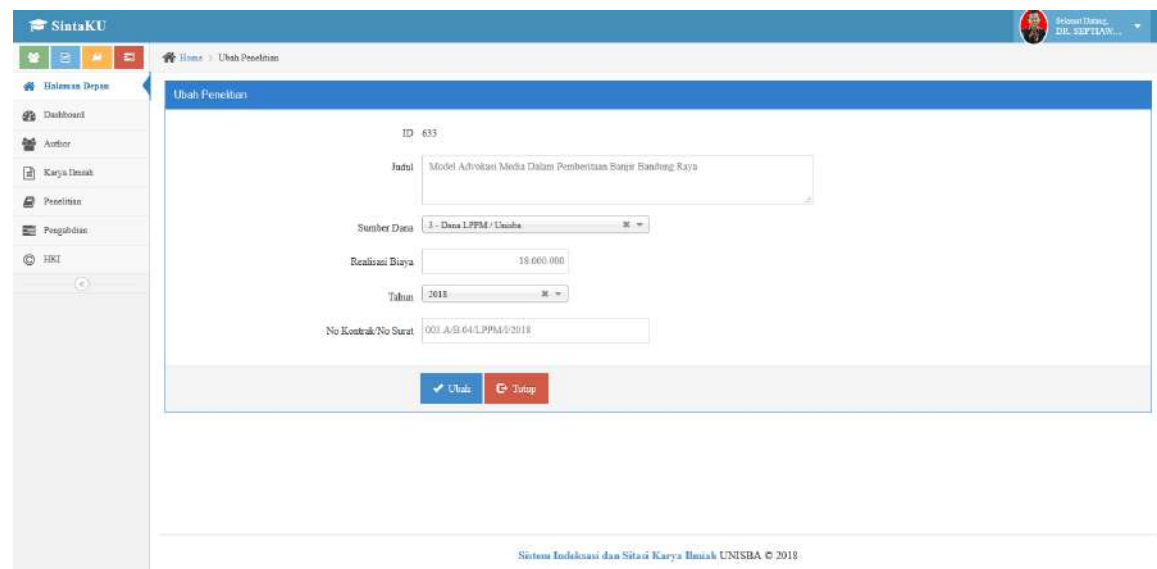 SintaKU
Selamat Datang,
DR. SEPTIAW...
Home > Ubah Penelitian
Halaman Depan
Dashboard
Author
Karya Ilmiah
Penelitian
Pengabdian
HKI
Ubah Penelitian
ID 633
Judul Model Advokasi Media Dalam Pemberitaan Banjir Bandung Raya
Sumber Dana 3 - Dana LPPM / Unisba
Realisasi Biaya 18.000.000
Tahun 2018
No Kontrak/No Surat 003.A/B.04/LPPM/I/2018
Ubah Tutup
Sistem Indeksasi dan Sitasi Karya Ilmiah UNISBA © 2018